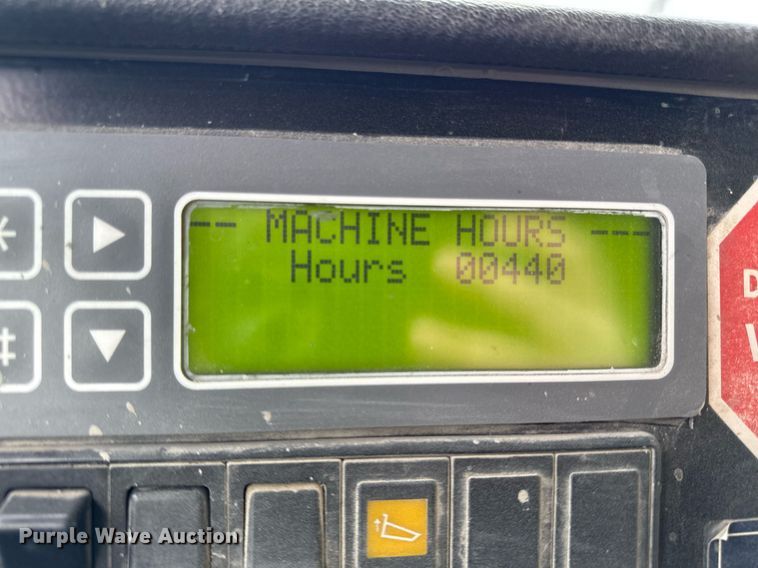 -- MACHINE HOURS ---
Hours 00440
*
#
D
Purple Wave Auction